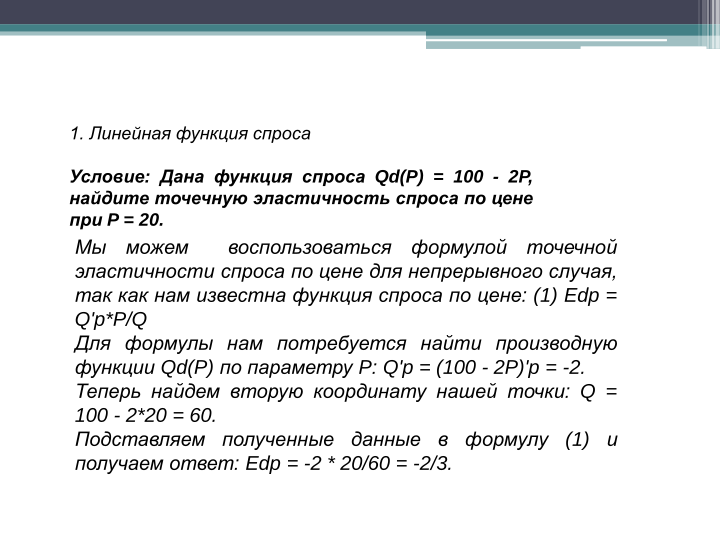 1. Линейная функция спроса
Условие: Дана функция спроса Qd(P) = 100 - 2P,
найдите точечную эластичность спроса по цене
при P = 20.
Мы можем воспользоваться формулой точечной
эластичности спроса по цене для непрерывного случая,
так как нам известна функция спроса по цене: (1) Edp =
Q'p*P/Q
Для формулы нам потребуется найти производную
функции Qd(P) по параметру P: Q'p = (100 - 2P)'p = -2.
Теперь найдем вторую координату нашей точки: Q =
100 - 2*20 = 60.
Подставляем полученные данные в формулу (1) и
получаем ответ: Edp = -2 * 20/60 = -2/3.